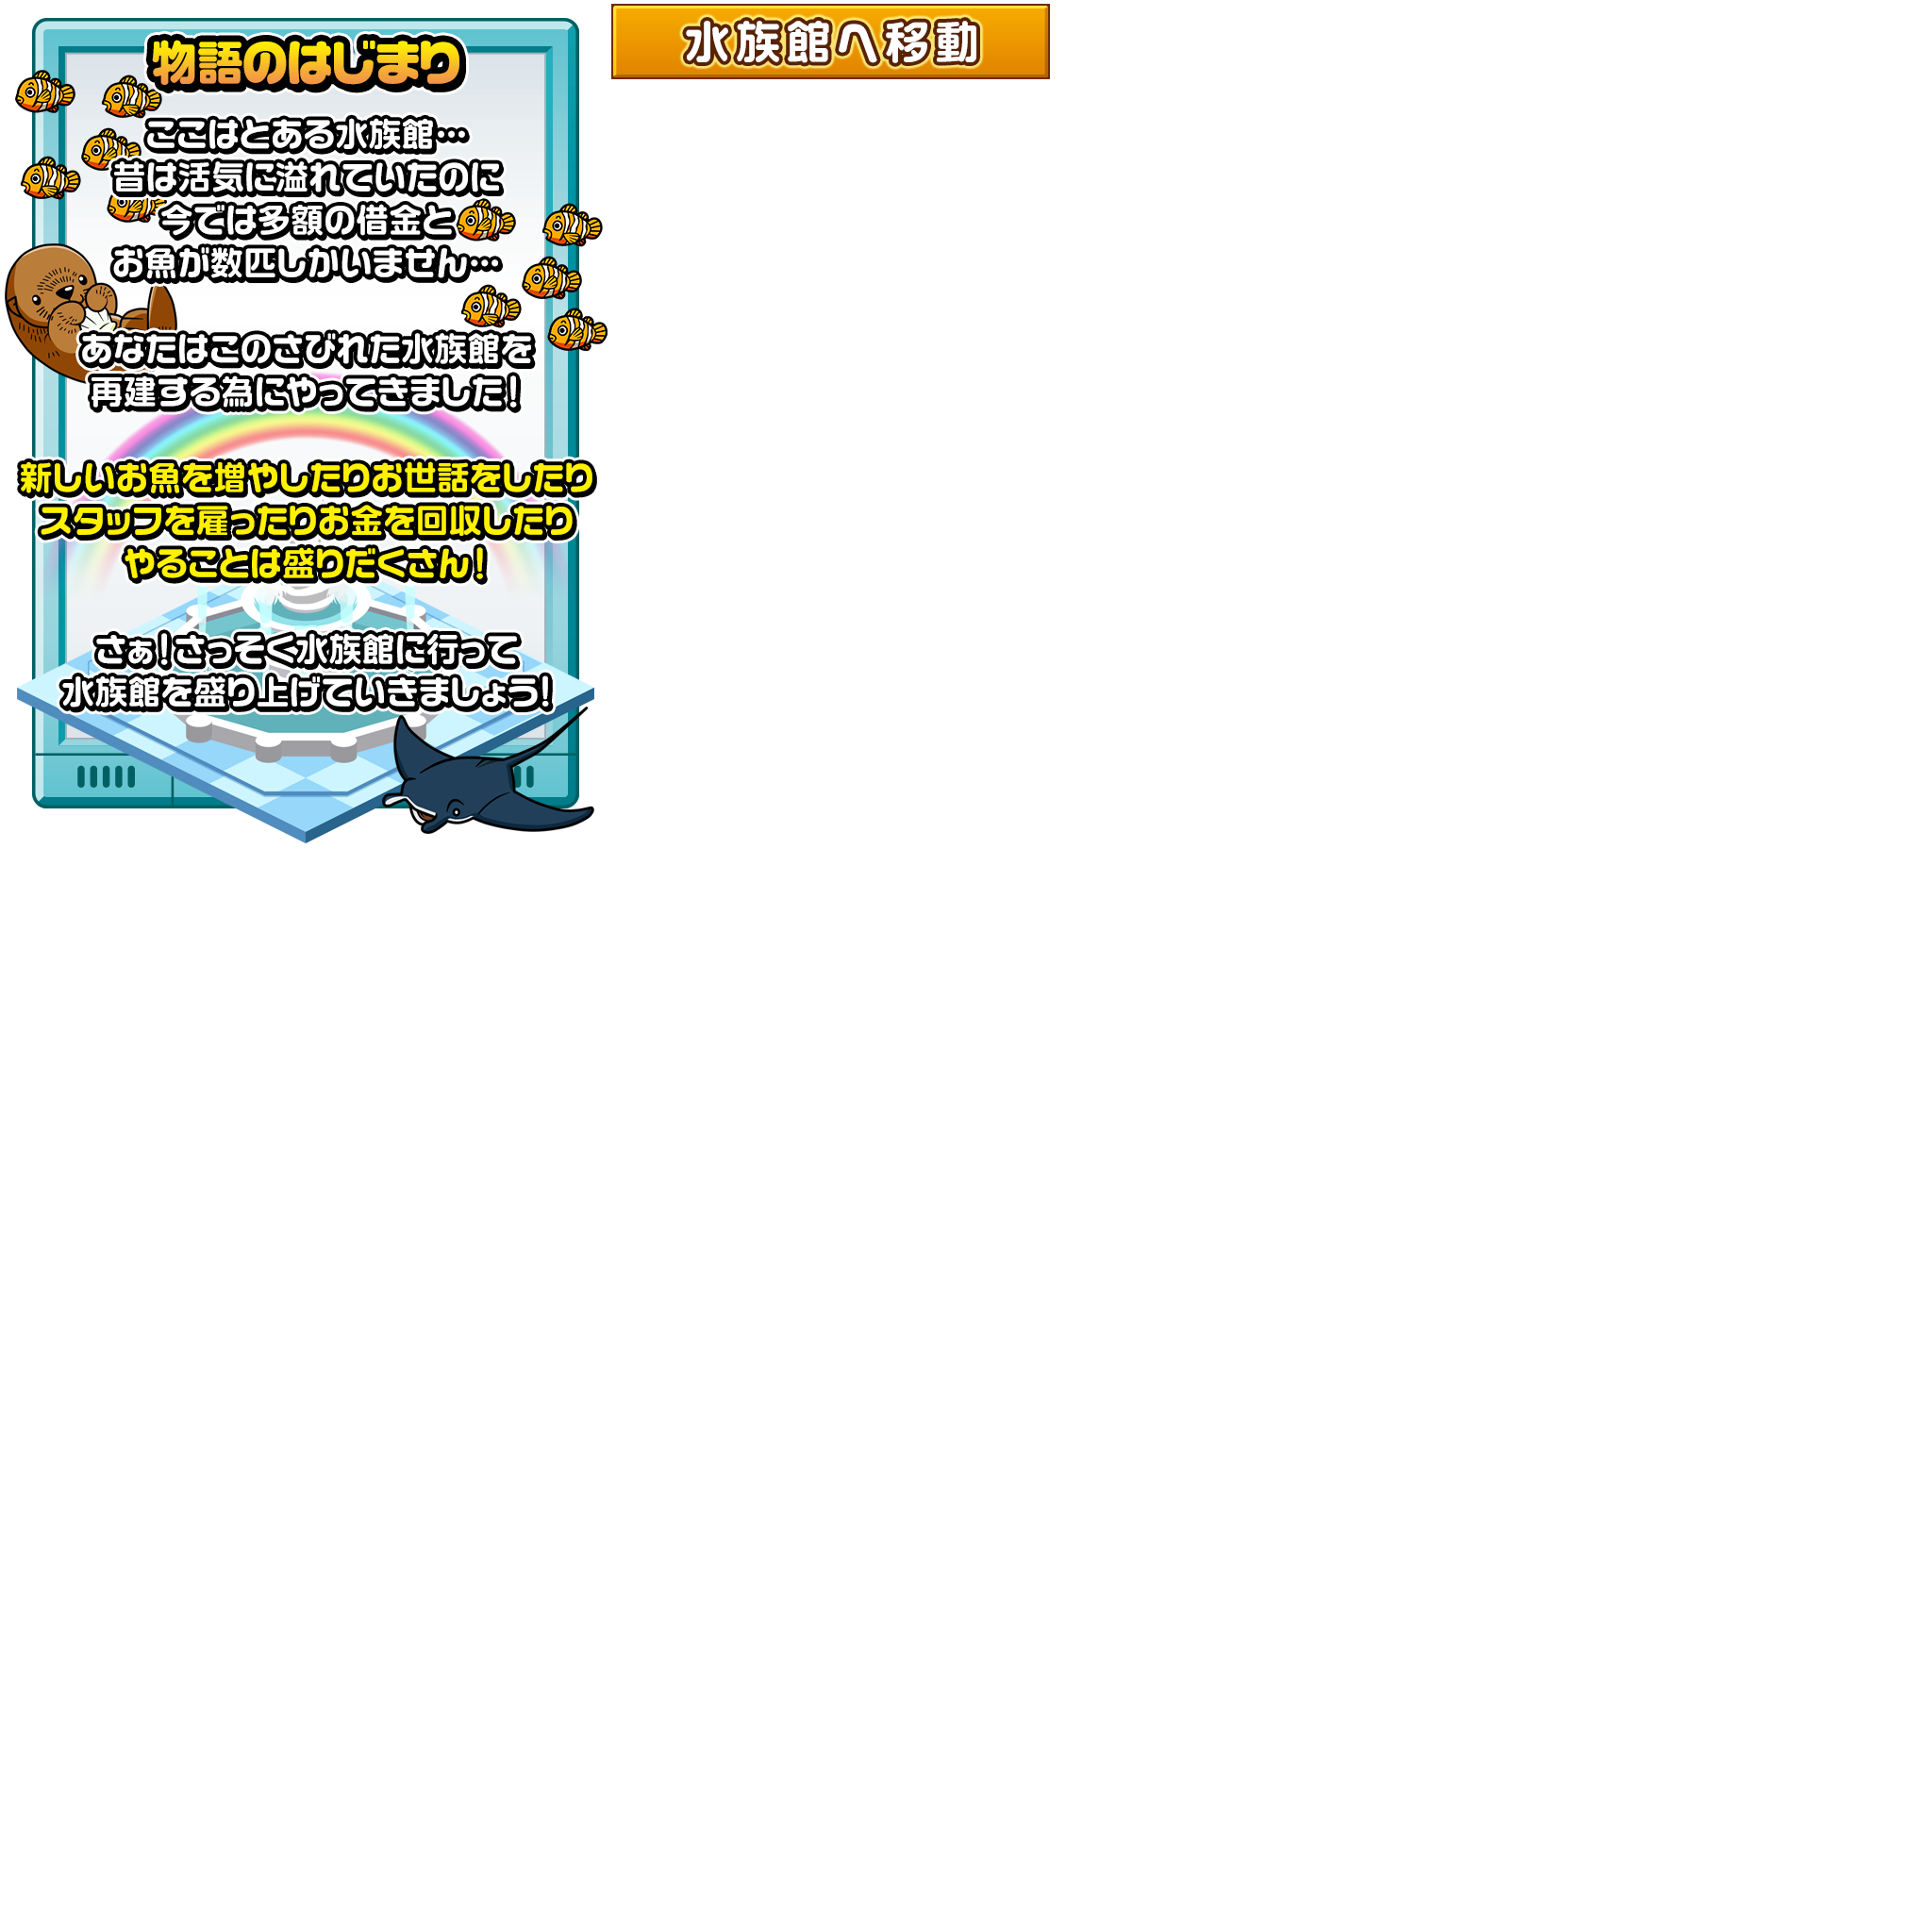 物語のはじまり
ここはとある水族館…
昔は活気に溢れていたのに
今では多額の借金と
お魚が数匹しかいません…
あなたはこのさびれた水族館を
再建する為にやってきました！
新しいお魚を増やしたりお世話をしたり
スタッフを雇ったりお金を回収したり
やることは盛りだくさん！
さぁ！さっそく水族館に行って
水族館を盛り上げていきましょう！
水族館へ移動